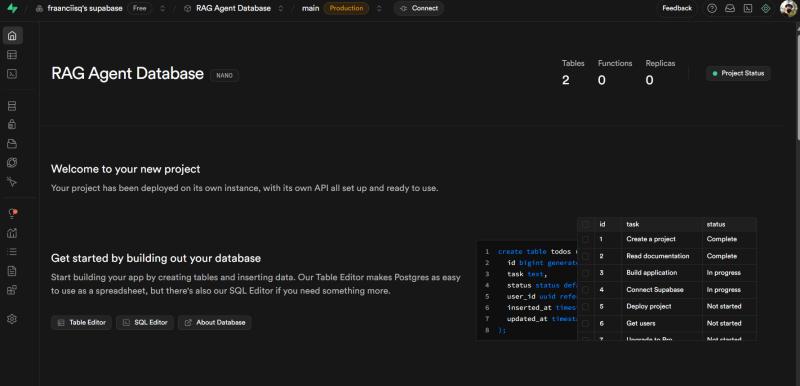 fraanciisq's supabase Free RAG Agent Database main Production Connect Feedback
RAG Agent Database NANO
Tables Functions Replicas
2 0 0
Project Status
Welcome to your new project
Your project has been deployed on its own instance, with its own API all set up and ready to use.
Get started by building out your database
Start building your app by creating tables and inserting data. Our Table Editor makes Postgres as easy
to use as a spreadsheet, but there's also our SQL Editor if you need something more.
Table Editor SQL Editor About Database
1 create table todos
2 id bigint generate
3 task text,
4 status status def
5 user_id uuid refe
6 inserted_at times
7 updated_at timest
8 );
id task status
1 Create a project Complete
2 Read documentation Complete
3 Build application In progress
4 Connect Supabase In progress
5 Deploy project Not started
6 Get users Not started
7 Upgrade to Pro Not started